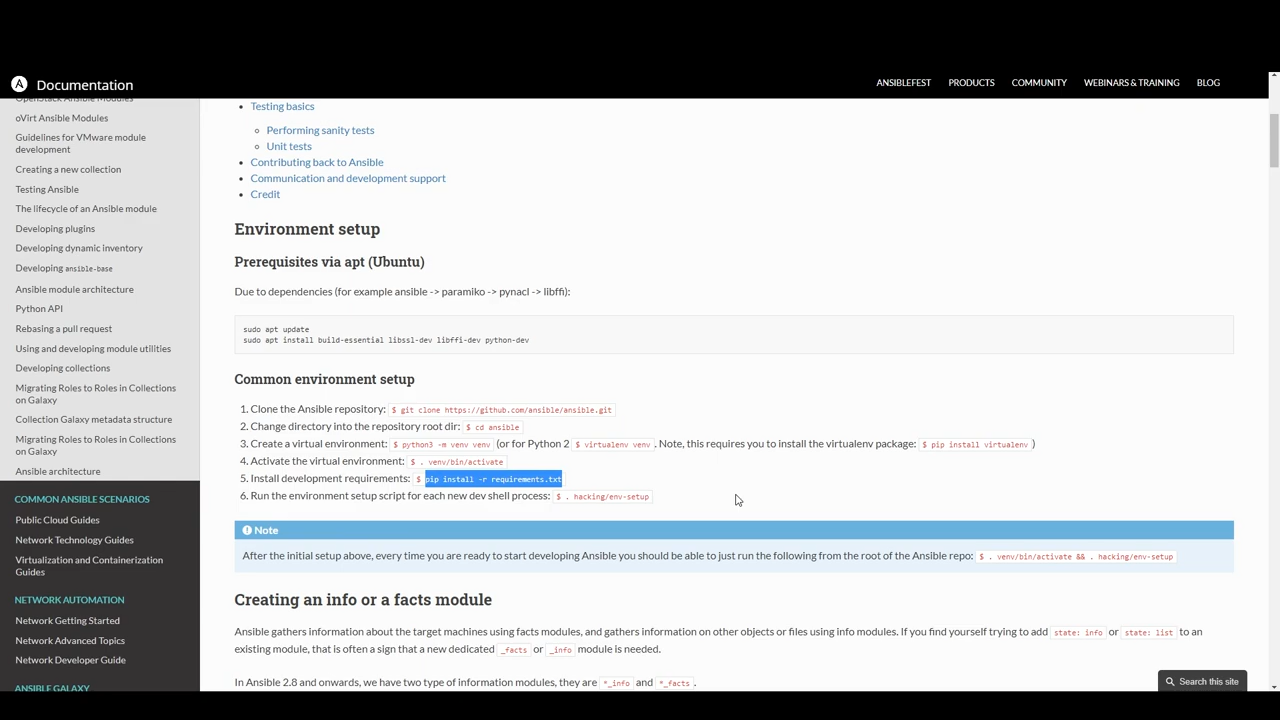 Documentation
ANSIBLEFEST
PRODUCTS
COMMUNITY
WEBINARS & TRAINING
BLOG
OpenStack Ansible Modules
oVirt Ansible Modules
Guidelines for VMware module
development
Creating a new collection
Testing Ansible
The lifecycle of an Ansible module
Developing plugins
Developing dynamic inventory
Developing ansible-base
Ansible module architecture
Python API
Rebasing a pull request
Using and developing module utilities
Developing collections
Migrating Roles to Roles in Collections
on Galaxy
Collection Galaxy metadata structure
Migrating Roles to Roles in Collections
on Galaxy
Ansible architecture
COMMON ANSIBLE SCENARIOS
Public Cloud Guides
Network Technology Guides
Virtualization and Containerization
Guides
NETWORK AUTOMATION
Network Getting Started
Network Advanced Topics
Network Developer Guide
ANSIBLE GALAXY
• Testing basics
◦ Performing sanity tests
◦ Unit tests
• Contributing back to Ansible
• Communication and development support
• Credit
Environment setup
Prerequisites via apt (Ubuntu)
Due to dependencies (for example ansible -> paramiko -> pynacl -> libffi):
sudo apt update
sudo apt install build-essential libssl-dev libffi-dev python-dev
Common environment setup
1. Clone the Ansible repository: $ git clone https://github.com/ansible/ansible.git
2. Change directory into the repository root dir: $ cd ansible
3. Create a virtual environment: $ python3 -m venv venv (or for Python 2 $ virtualenv venv . Note, this requires you to install the virtualenv package: $ pip install virtualenv )
4. Activate the virtual environment: $ . venv/bin/activate
5. Install development requirements: $ pip install -r requirements.txt
6. Run the environment setup script for each new dev shell process: $ . hacking/env-setup
Note
After the initial setup above, every time you are ready to start developing Ansible you should be able to just run the following from the root of the Ansible repo: $ . venv/bin/activate && . hacking/env-setup
Creating an info or a facts module
Ansible gathers information about the target machines using facts modules, and gathers information on other objects or files using info modules. If you find yourself trying to add state: info or state: list to an
existing module, that is often a sign that a new dedicated _facts or _info module is needed.
In Ansible 2.8 and onwards, we have two type of information modules, they are *_info and *_facts .
Search this site